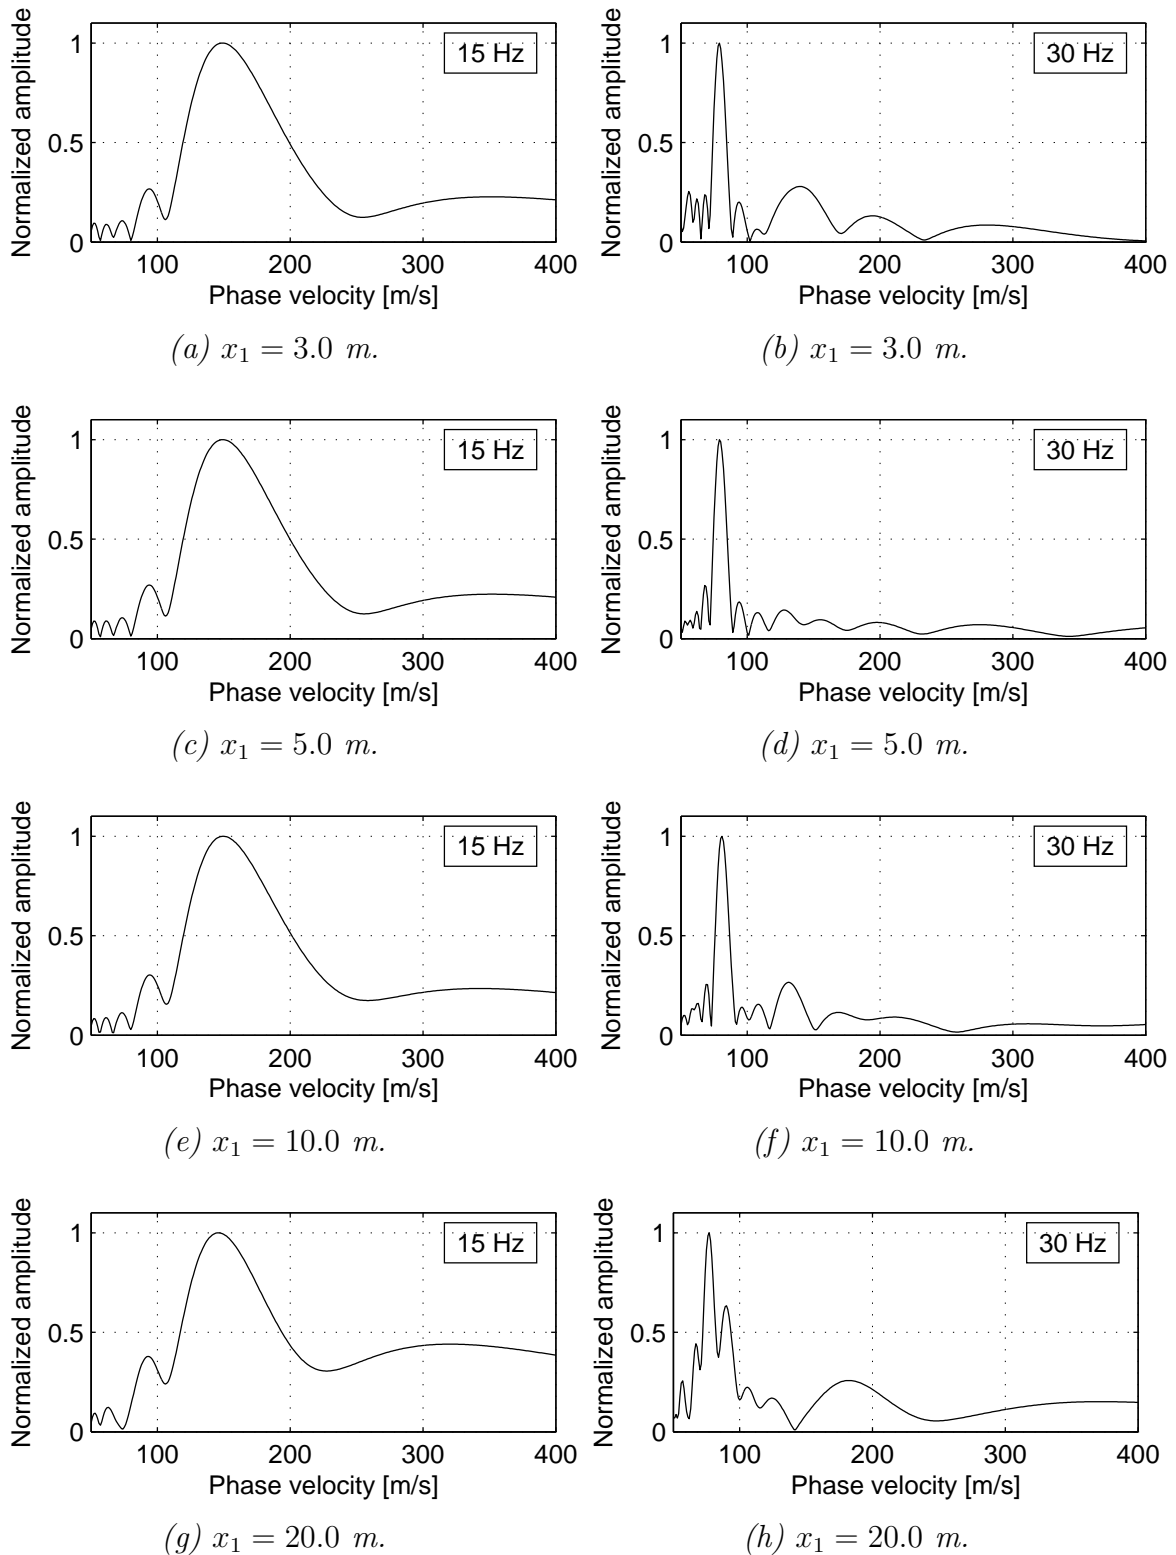 Normalized amplitude
1
0.5
0
15 Hz
100 200 300 400
Phase velocity [m/s]
(a) x₁ = 3.0 m.
Normalized amplitude
1
0.5
0
30 Hz
100 200 300 400
Phase velocity [m/s]
(b) x₁ = 3.0 m.
Normalized amplitude
1
0.5
0
15 Hz
100 200 300 400
Phase velocity [m/s]
(c) x₁ = 5.0 m.
Normalized amplitude
1
0.5
0
30 Hz
100 200 300 400
Phase velocity [m/s]
(d) x₁ = 5.0 m.
Normalized amplitude
1
0.5
0
15 Hz
100 200 300 400
Phase velocity [m/s]
(e) x₁ = 10.0 m.
Normalized amplitude
1
0.5
0
30 Hz
100 200 300 400
Phase velocity [m/s]
(f) x₁ = 10.0 m.
Normalized amplitude
1
0.5
0
15 Hz
100 200 300 400
Phase velocity [m/s]
(g) x₁ = 20.0 m.
Normalized amplitude
1
0.5
0
30 Hz
100 200 300 400
Phase velocity [m/s]
(h) x₁ = 20.0 m.